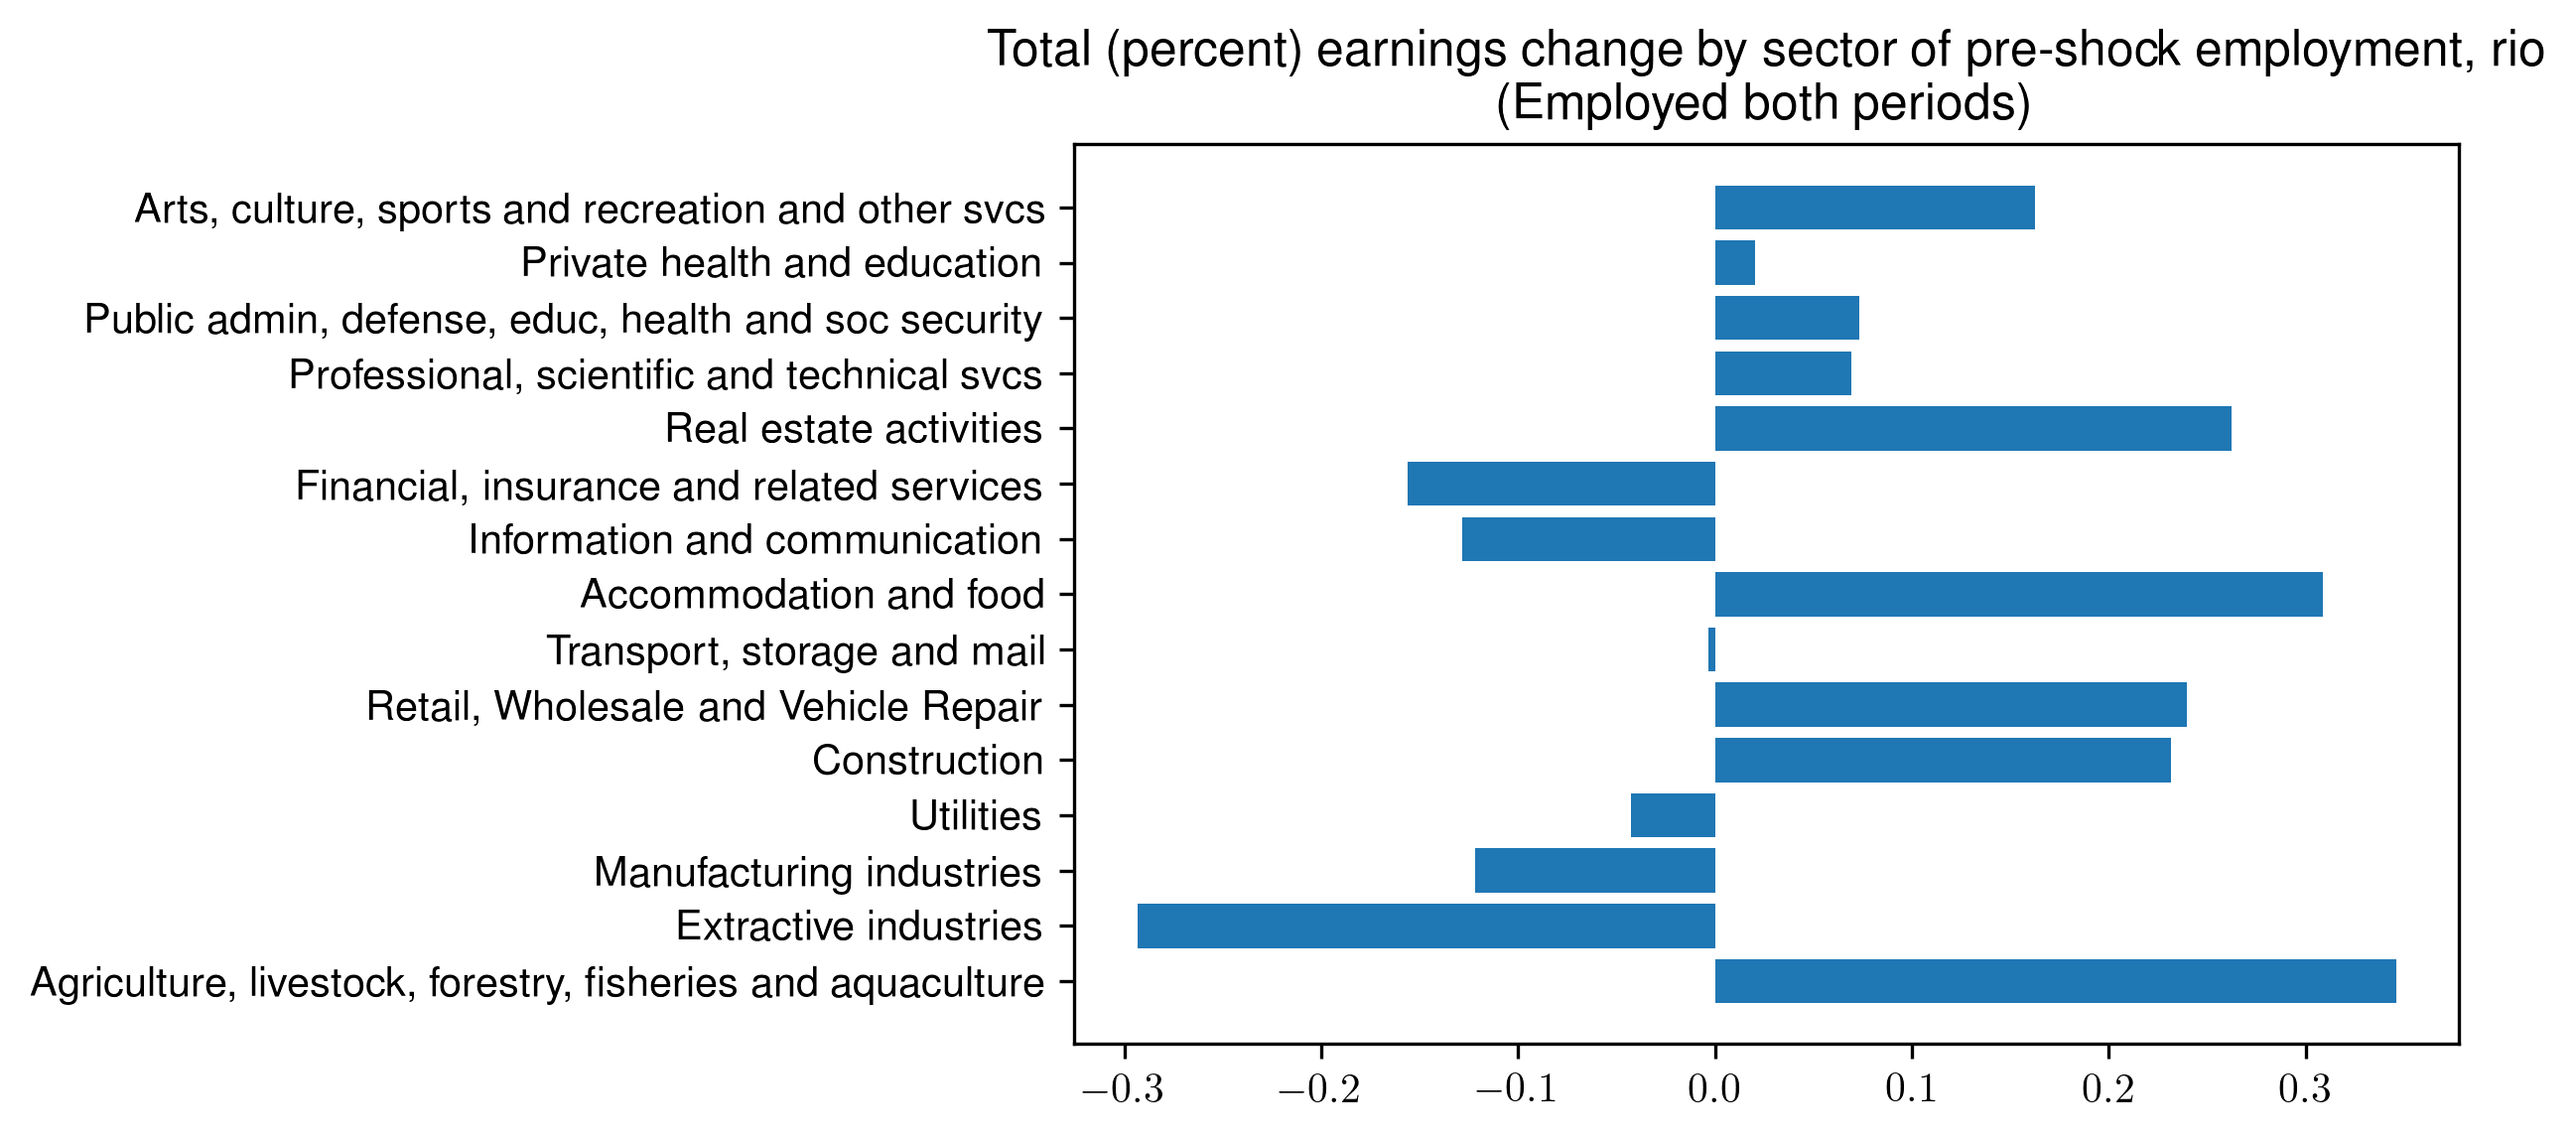 Total (percent) earnings change by sector of pre-shock employment, rio
(Employed both periods)
Arts, culture, sports and recreation and other svcs
Private health and education
Public admin, defense, educ, health and soc security
Professional, scientific and technical svcs
Real estate activities
Financial, insurance and related services
Information and communication
Accommodation and food
Transport, storage and mail
Retail, Wholesale and Vehicle Repair
Construction
Utilities
Manufacturing industries
Extractive industries
Agriculture, livestock, forestry, fisheries and aquaculture
−0.3 −0.2 −0.1 0.0 0.1 0.2 0.3